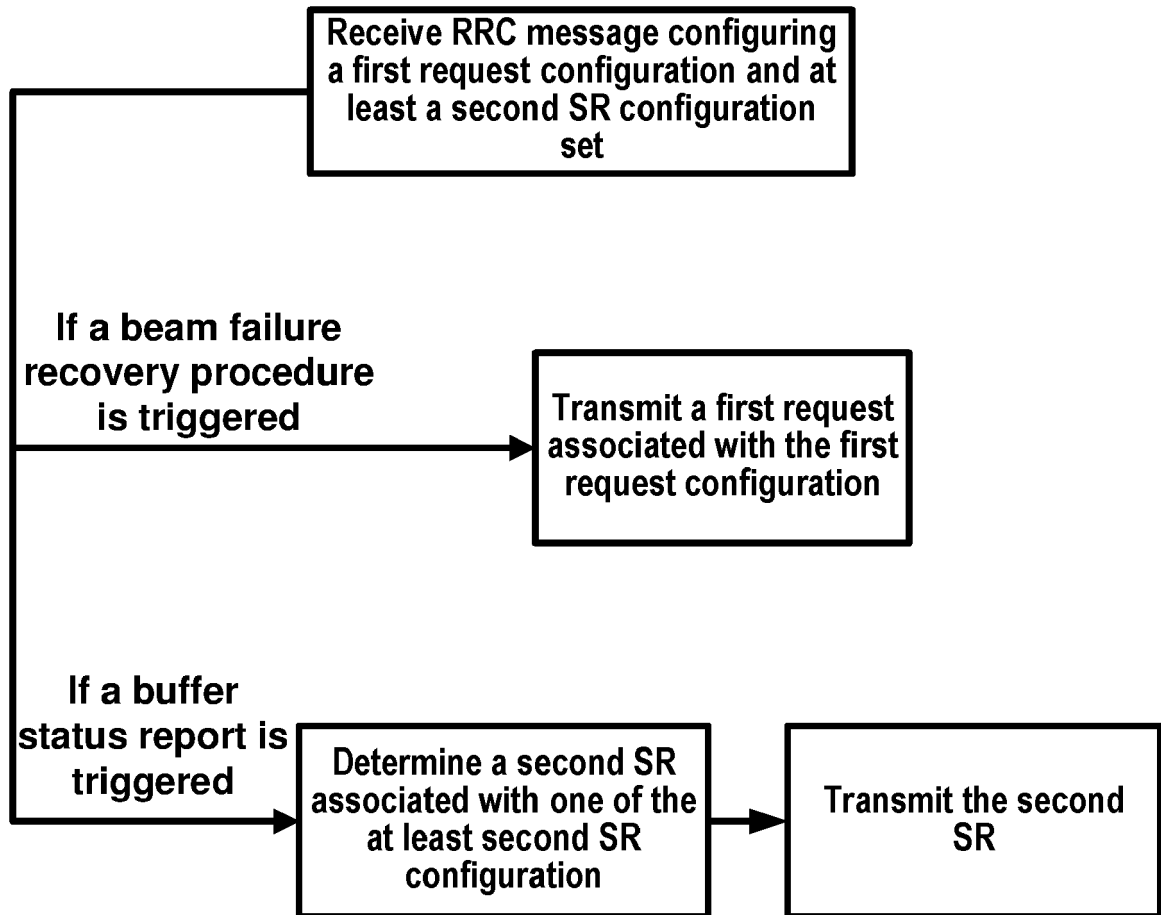 Receive RRC message configuring
a first request configuration and at
least a second SR configuration
set
If a beam failure
recovery procedure
is triggered
Transmit a first request
associated with the first
request configuration
If a buffer
status report is
triggered
Determine a second SR
associated with one of the
at least second SR
configuration
Transmit the second
SR